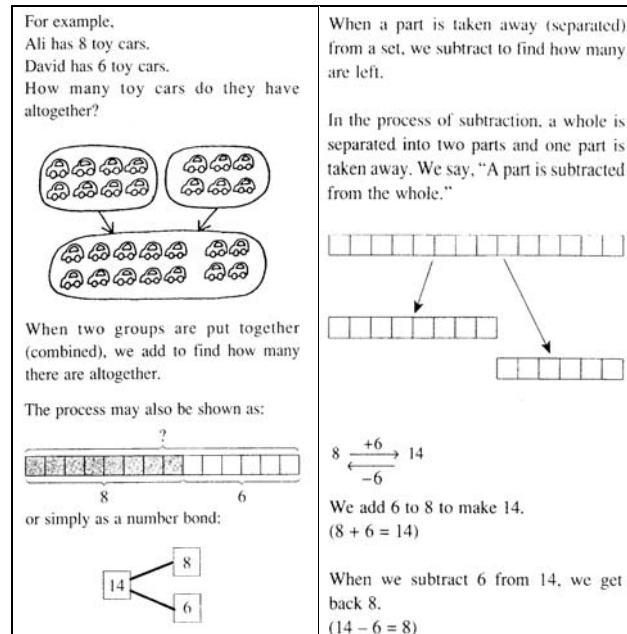 For example,
Ali has 8 toy cars.
David has 6 toy cars.
How many toy cars do they have
altogether?
When two groups are put together
(combined), we add to find how many
there are altogether.
The process may also be shown as:
?
8 6
or simply as a number bond:
8
14
6
When a part is taken away (separated)
from a set, we subtract to find how many
are left.
In the process of subtraction, a whole is
separated into two parts and one part is
taken away. We say, “A part is subtracted
from the whole.”
+6
8 14
−6
We add 6 to 8 to make 14.
(8 + 6 = 14)
When we subtract 6 from 14, we get
back 8.
(14 − 6 = 8)